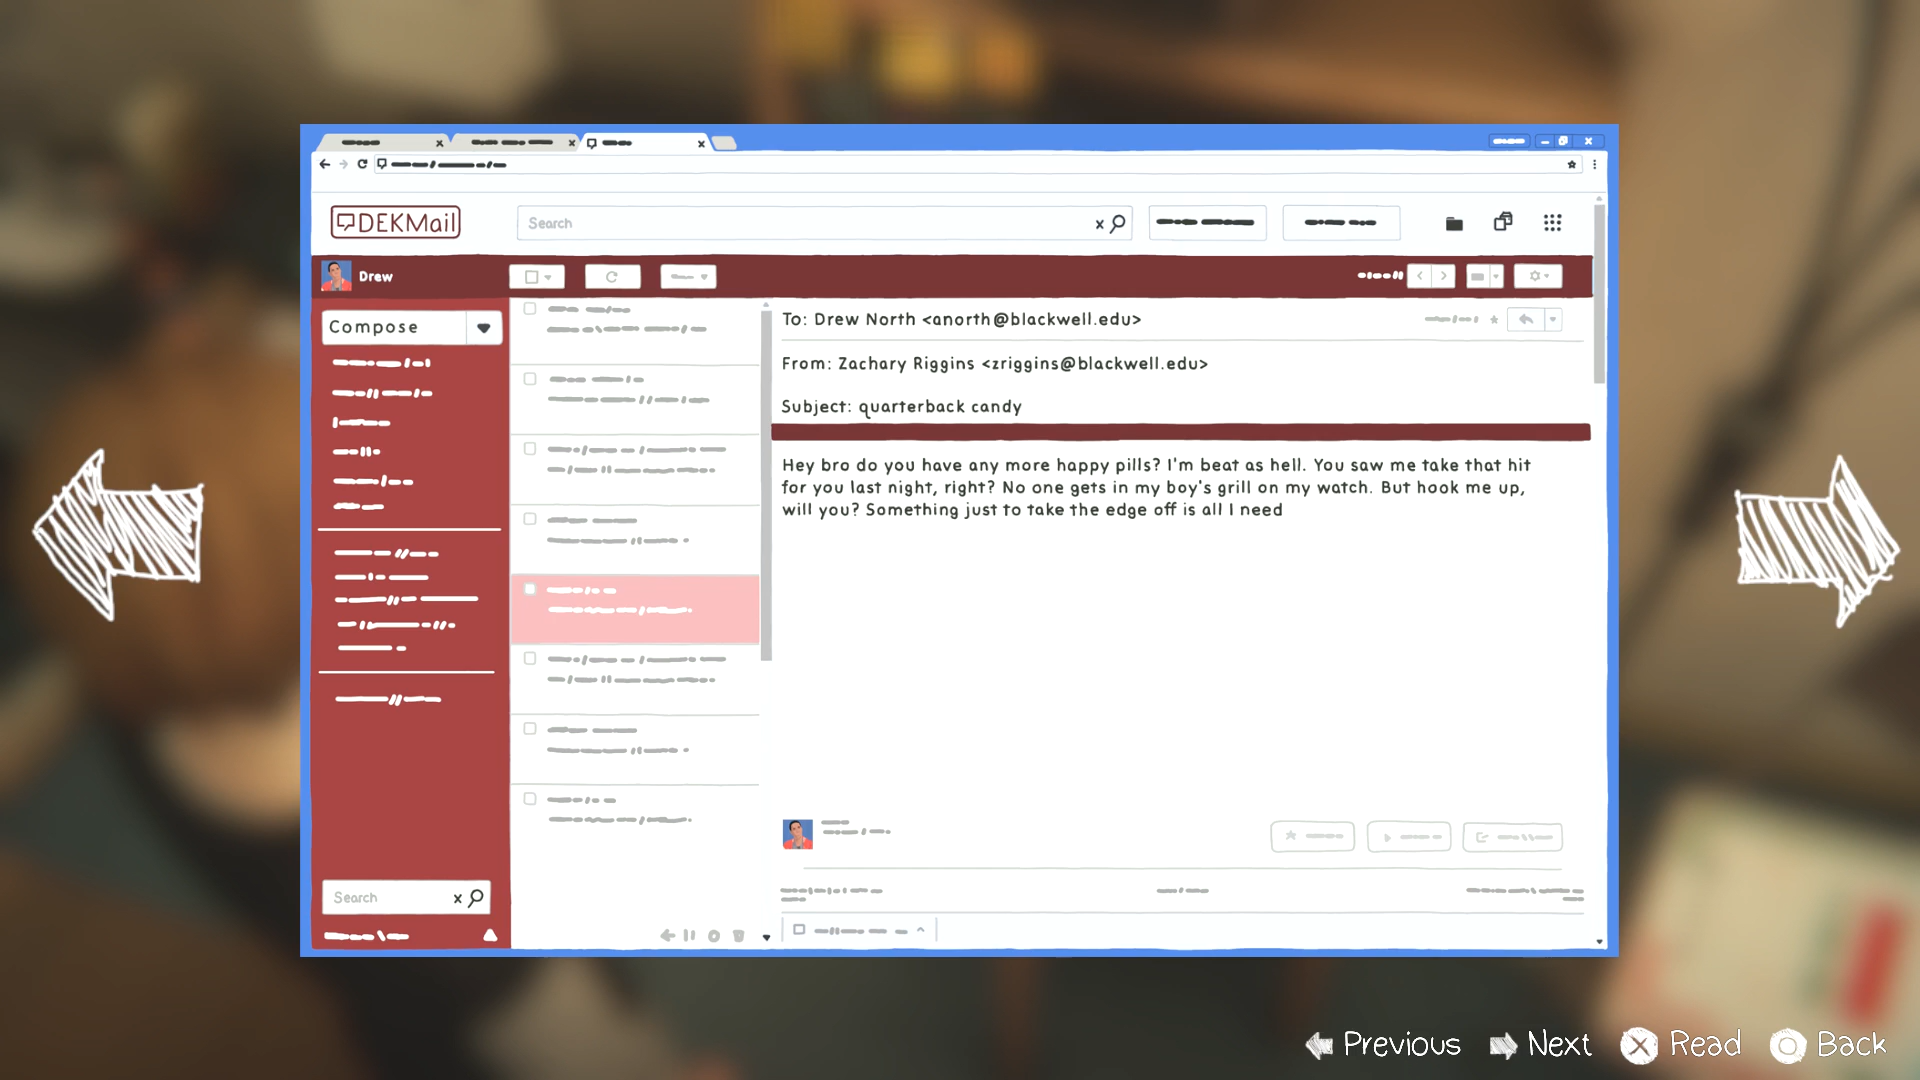 DEKMail
Search
Drew
Compose
To: Drew North <anorth@blackwell.edu>
From: Zachary Riggins <zriggins@blackwell.edu>
Subject: quarterback candy
Hey bro do you have any more happy pills? I'm beat as hell. You saw me take that hit
for you last night, right? No one gets in my boy's grill on my watch. But hook me up,
will you? Something just to take the edge off is all I need
Search
Previous Next Read Back